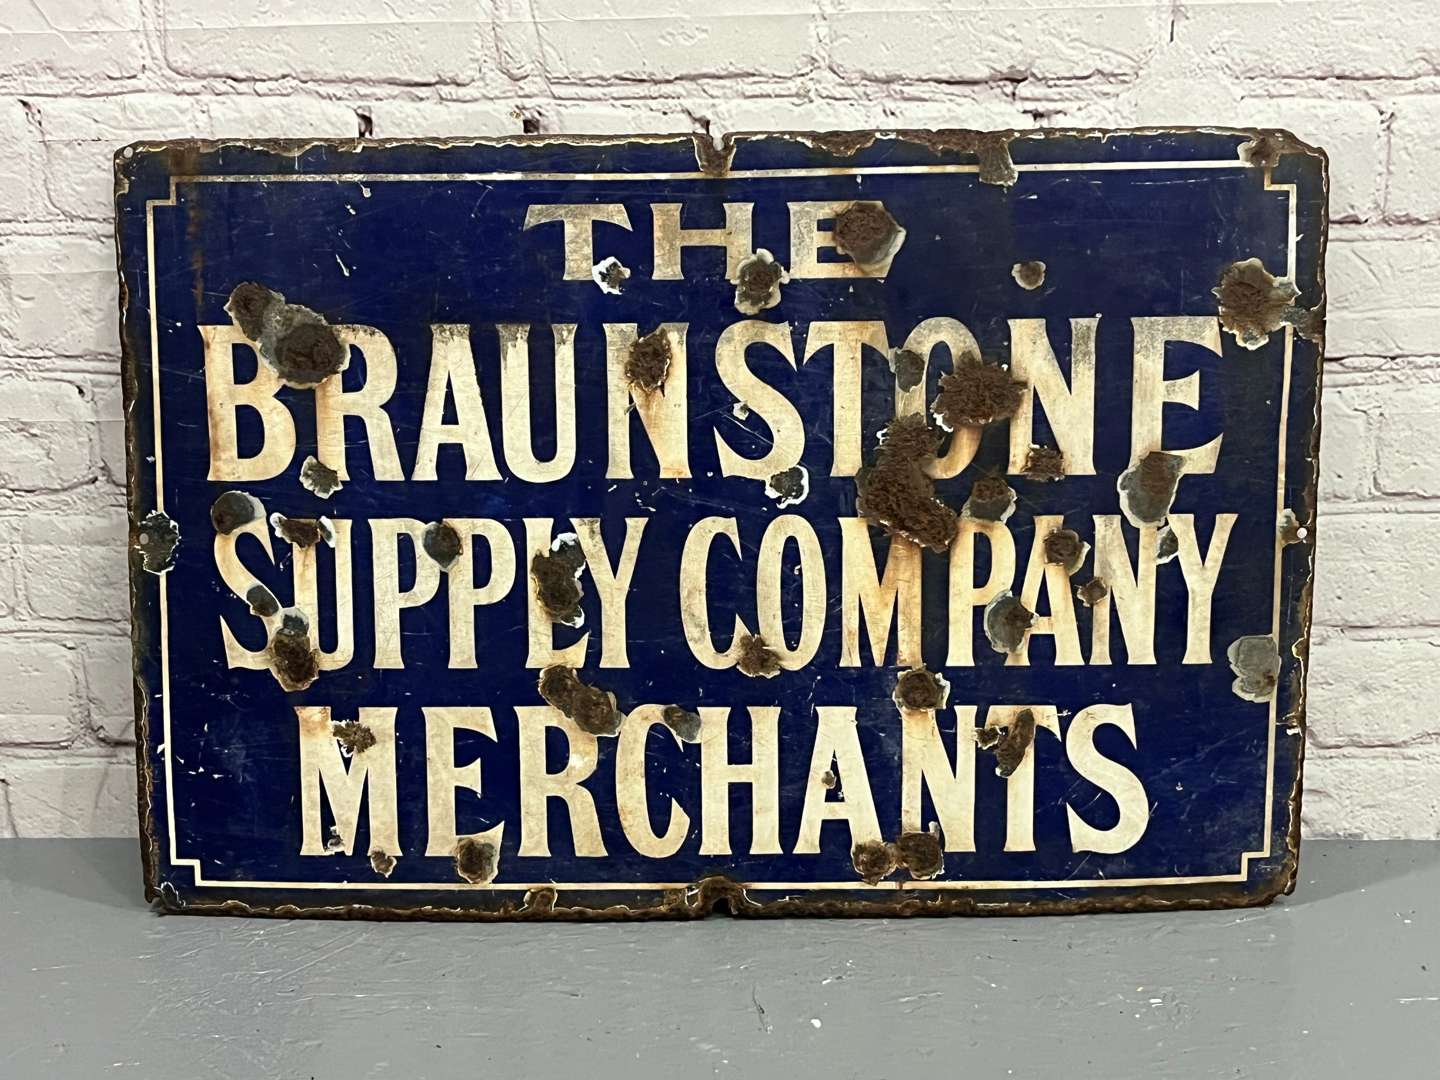 THE
BRAUNSTONE
SUPPLY COMPANY
MERCHANTS